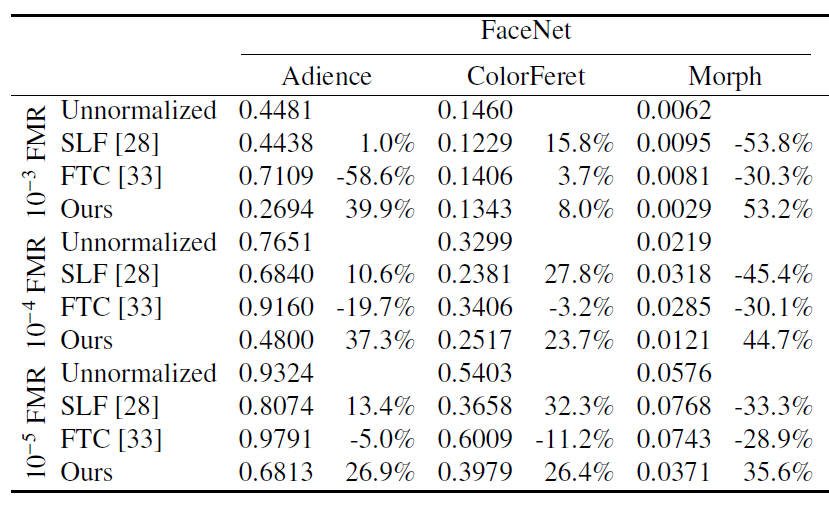 FaceNet
Adience ColorFeret Morph
10⁻³ FMR
Unnormalized 0.4481 0.1460 0.0062
SLF [28] 0.4438 1.0% 0.1229 15.8% 0.0095 -53.8%
FTC [33] 0.7109 -58.6% 0.1406 3.7% 0.0081 -30.3%
Ours 0.2694 39.9% 0.1343 8.0% 0.0029 53.2%
10⁻⁴ FMR
Unnormalized 0.7651 0.3299 0.0219
SLF [28] 0.6840 10.6% 0.2381 27.8% 0.0318 -45.4%
FTC [33] 0.9160 -19.7% 0.3406 -3.2% 0.0285 -30.1%
Ours 0.4800 37.3% 0.2517 23.7% 0.0121 44.7%
10⁻⁵ FMR
Unnormalized 0.9324 0.5403 0.0576
SLF [28] 0.8074 13.4% 0.3658 32.3% 0.0768 -33.3%
FTC [33] 0.9791 -5.0% 0.6009 -11.2% 0.0743 -28.9%
Ours 0.6813 26.9% 0.3979 26.4% 0.0371 35.6%